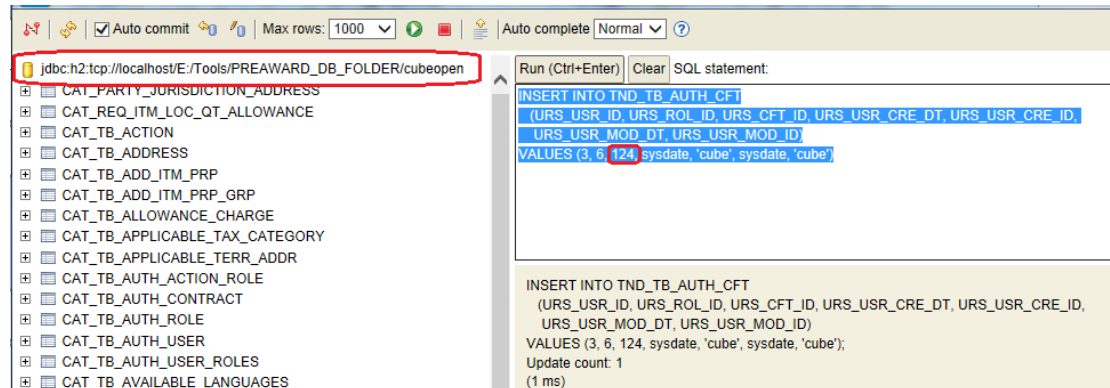 Auto commit Max rows: 1000 Auto complete Normal
jdbc:h2:tcp://localhost/E:/Tools/PREAWARD_DB_FOLDER/cubeopen
CAT_PARTY_JURISDICTION_ADDRESS
CAT_REQ_ITM_LOC_QT_ALLOWANCE
CAT_TB_ACTION
CAT_TB_ADDRESS
CAT_TB_ADD_ITM_PRP
CAT_TB_ADD_ITM_PRP_GRP
CAT_TB_ALLOWANCE_CHARGE
CAT_TB_APPLICABLE_TAX_CATEGORY
CAT_TB_APPLICABLE_TERR_ADDR
CAT_TB_AUTH_ACTION_ROLE
CAT_TB_AUTH_CONTRACT
CAT_TB_AUTH_ROLE
CAT_TB_AUTH_USER
CAT_TB_AUTH_USER_ROLES
CAT_TB_AVAILABLE_LANGUAGES
Run (Ctrl+Enter) Clear SQL statement:
INSERT INTO TND_TB_AUTH_CFT
(URS_USR_ID, URS_ROL_ID, URS_CFT_ID, URS_USR_CRE_DT, URS_USR_CRE_ID,
URS_USR_MOD_DT, URS_USR_MOD_ID)
VALUES (3, 6, 124, sysdate, 'cube', sysdate, 'cube')
INSERT INTO TND_TB_AUTH_CFT
(URS_USR_ID, URS_ROL_ID, URS_CFT_ID, URS_USR_CRE_DT, URS_USR_CRE_ID,
URS_USR_MOD_DT, URS_USR_MOD_ID)
VALUES (3, 6, 124, sysdate, 'cube', sysdate, 'cube');
Update count: 1
(1 ms)